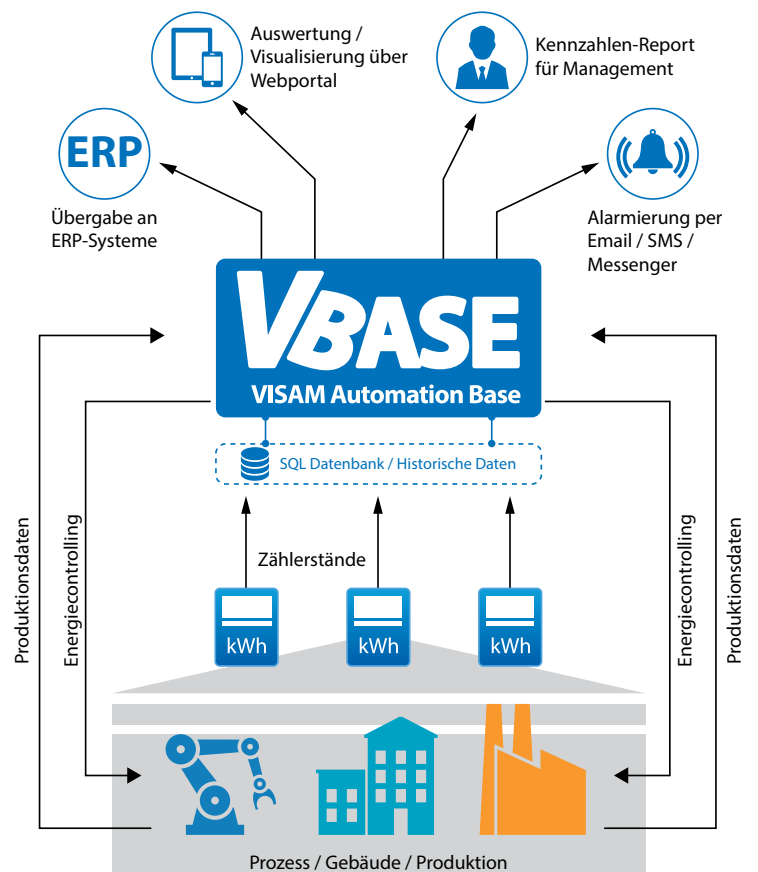 Auswertung /
Visualisierung über
Webportal
Kennzahlen-Report
für Management
ERP
Übergabe an
ERP-Systeme
Alarmierung per
Email / SMS /
Messenger
VBASE
VISAM Automation Base
SQL Datenbank / Historische Daten
Produktionsdaten
Energiecontrolling
Zählerstände
Energiecontrolling
Produktionsdaten
kWh
kWh
kWh
Prozess / Gebäude / Produktion